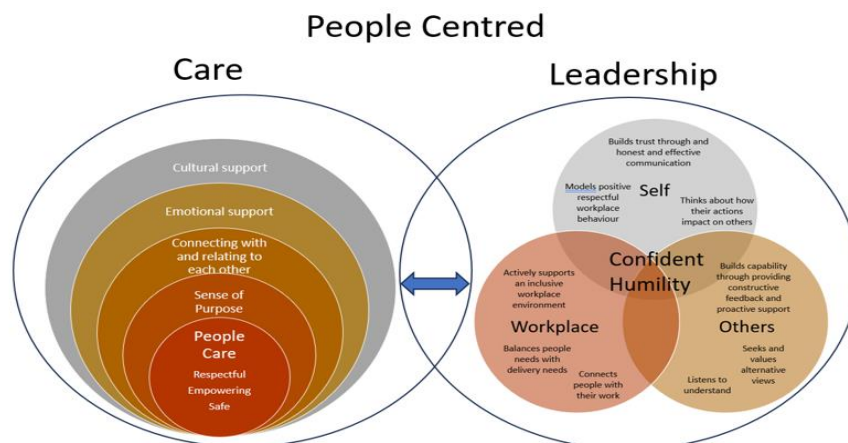 People Centred
Care
Leadership
Cultural support
Emotional support
Connecting with
and relating to
each other
Sense of
Purpose
People
Care
Respectful
Empowering
Safe
Builds trust through and
honest and effective
communication
Self
Models positive
respectful
workplace
behaviour
Thinks about how
their actions
impact on others
Confident
Humility
Actively supports
an inclusive
workplace
environment
Workplace
Balances people
needs with
delivery needs
Connects
people with
their work
Builds capability
through providing
constructive
feedback and
proactive support
Others
Seeks and
values
alternative
views
Listens to
understand